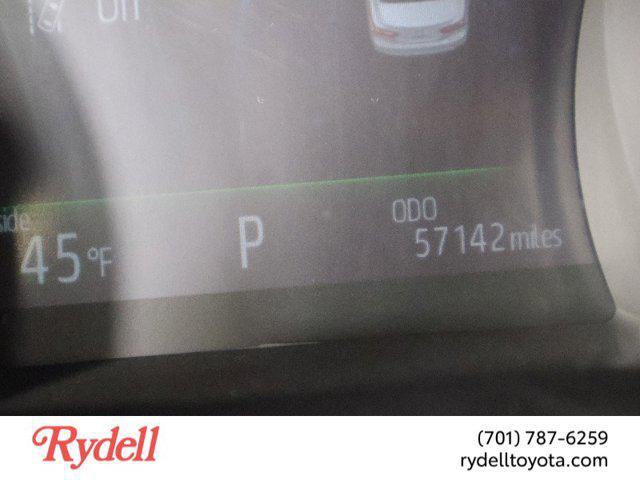 Off
side
45°F
P
ODO
57142 miles
Rydell
(701) 787-6259
rydelltoyota.com